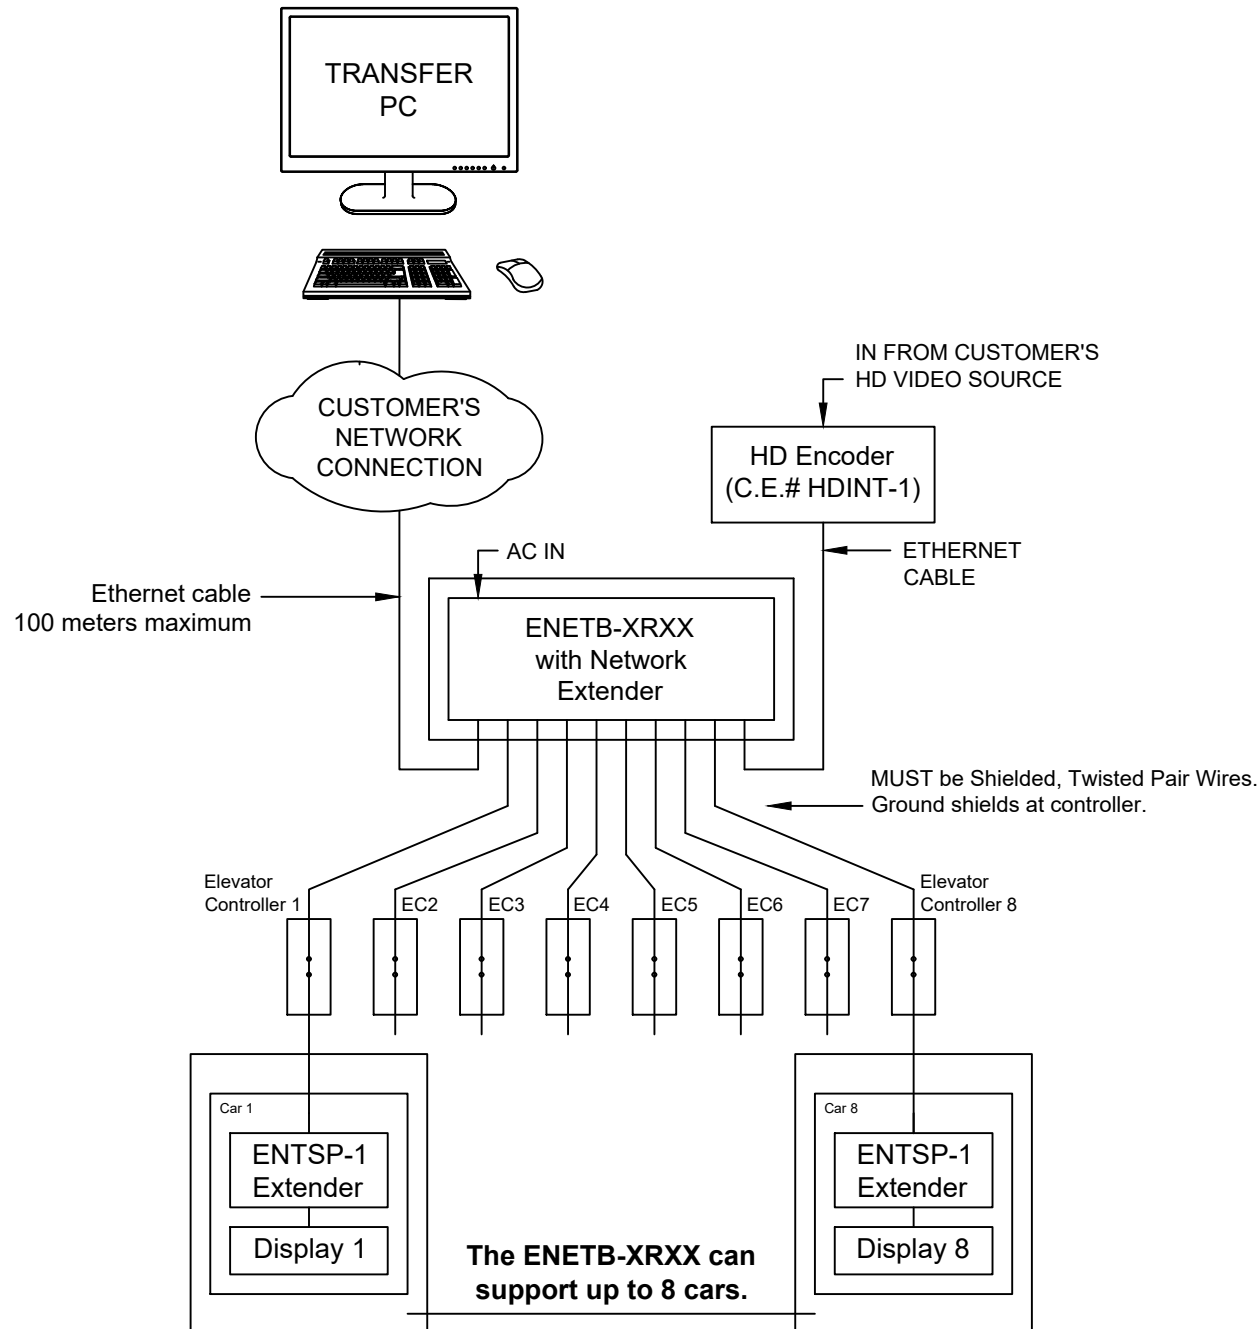 TRANSFER
PC
CUSTOMER'S
NETWORK
CONNECTION
IN FROM CUSTOMER'S
HD VIDEO SOURCE
HD Encoder
(C.E.# HDINT-1)
AC IN
ETHERNET
CABLE
Ethernet cable
100 meters maximum
ENETB-XRXX
with Network
Extender
MUST be Shielded, Twisted Pair Wires.
Ground shields at controller.
Elevator
Controller 1
EC2
EC3
EC4
EC5
EC6
EC7
Elevator
Controller 8
Car 1
ENTSP-1
Extender
Display 1
Car 8
ENTSP-1
Extender
Display 8
The ENETB-XRXX can
support up to 8 cars.